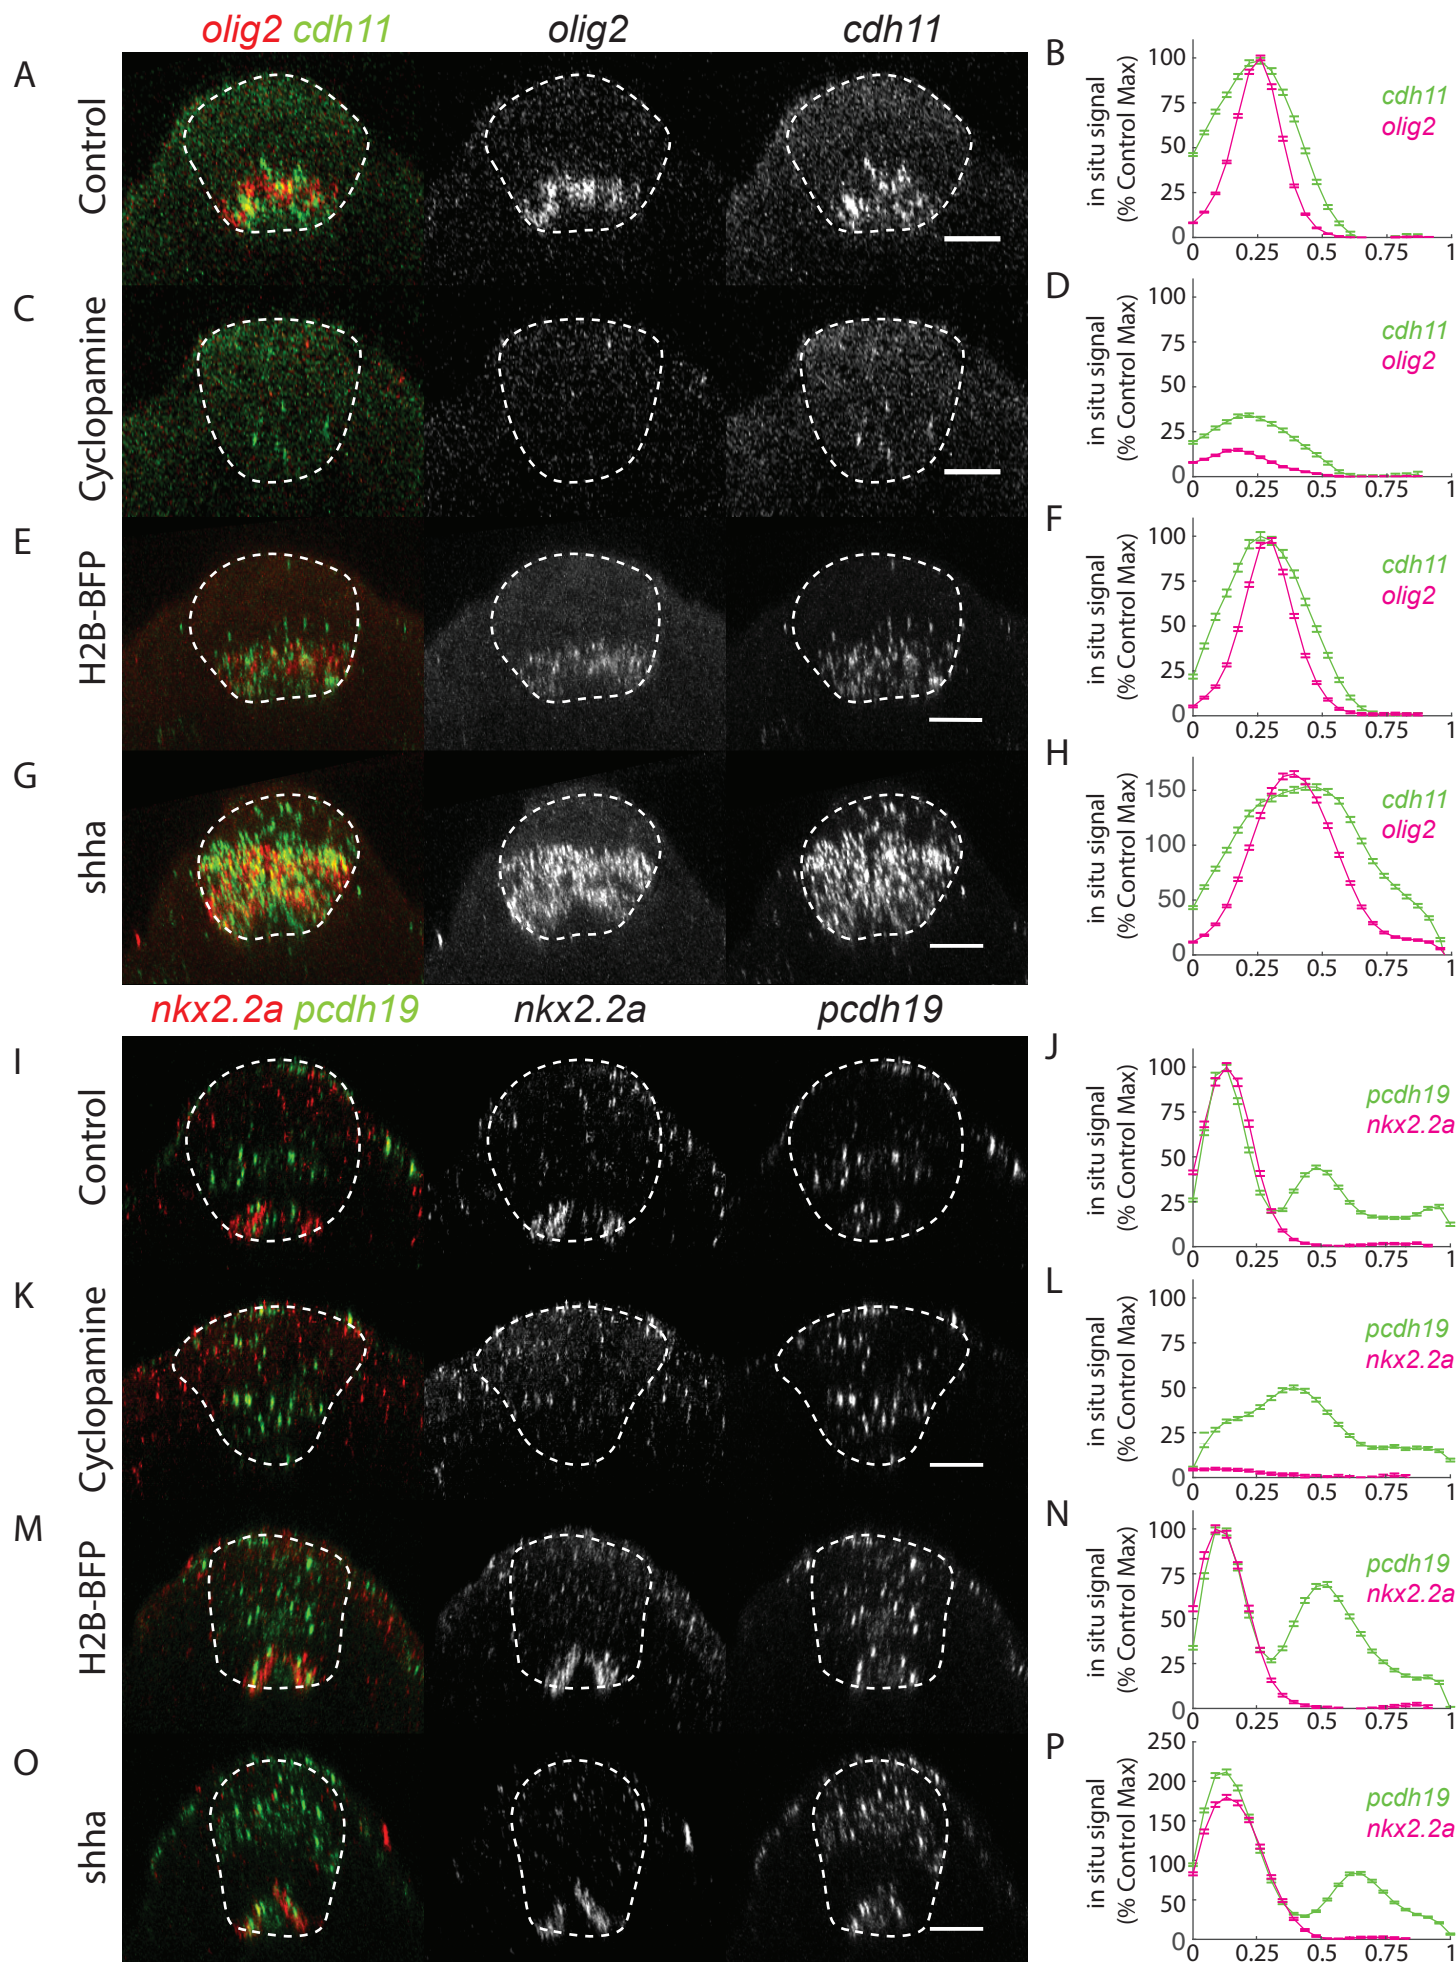 olig2 cdh11 olig2 cdh11
A Control
B in situ signal
(% Control Max)
100
75
50
25
0
0 0.25 0.5 0.75 1
cdh11
olig2
C Cyclopamine
D in situ signal
(% Control Max)
100
75
50
25
0
0 0.25 0.5 0.75 1
cdh11
olig2
E H2B-BFP
F in situ signal
(% Control Max)
100
75
50
25
0
0 0.25 0.5 0.75 1
cdh11
olig2
G shha
H in situ signal
(% Control Max)
150
100
50
0
0 0.25 0.5 0.75 1
cdh11
olig2
nkx2.2a pcdh19 nkx2.2a pcdh19
I Control
J in situ signal
(% Control Max)
100
75
50
25
0
0 0.25 0.5 0.75 1
pcdh19
nkx2.2a
K Cyclopamine
L in situ signal
(% Control Max)
100
75
50
25
0
0 0.25 0.5 0.75 1
pcdh19
nkx2.2a
M H2B-BFP
N in situ signal
(% Control Max)
100
75
50
25
0
0 0.25 0.5 0.75 1
pcdh19
nkx2.2a
O shha
P in situ signal
(% Control Max)
250
200
150
100
50
0
0 0.25 0.5 0.75 1
pcdh19
nkx2.2a